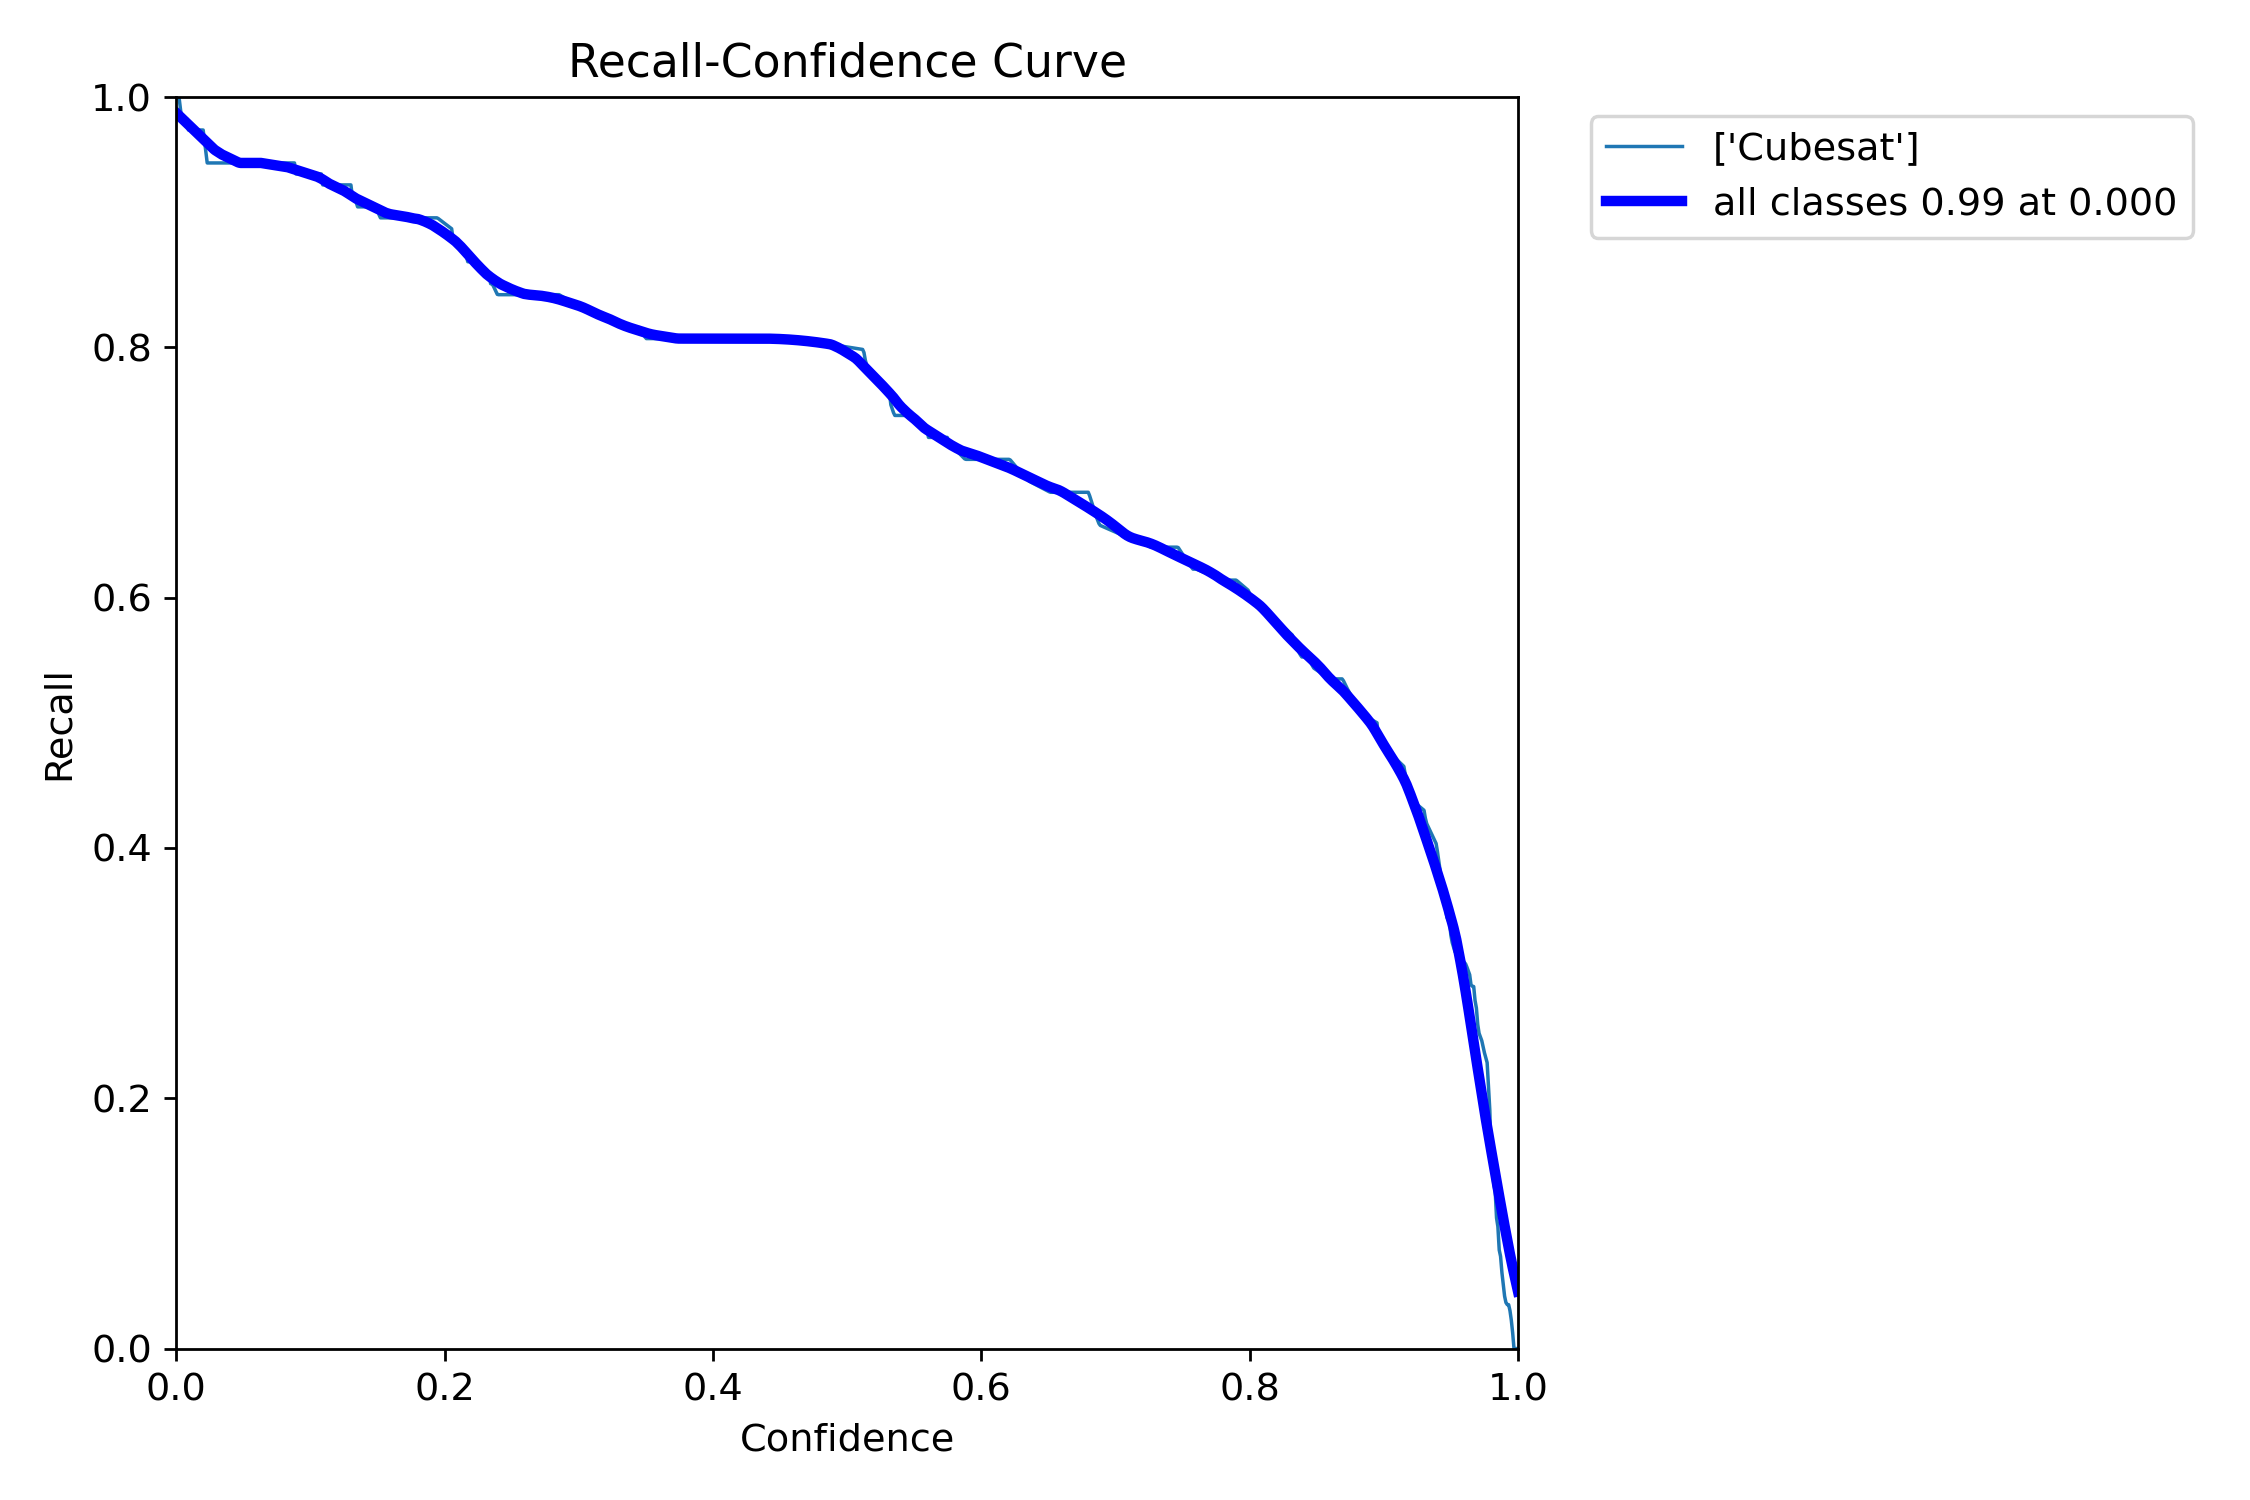 Recall-Confidence Curve
['Cubesat']
all classes 0.99 at 0.000
1.0
0.8
0.6
0.4
0.2
0.0
Recall
0.0 0.2 0.4 0.6 0.8 1.0
Confidence